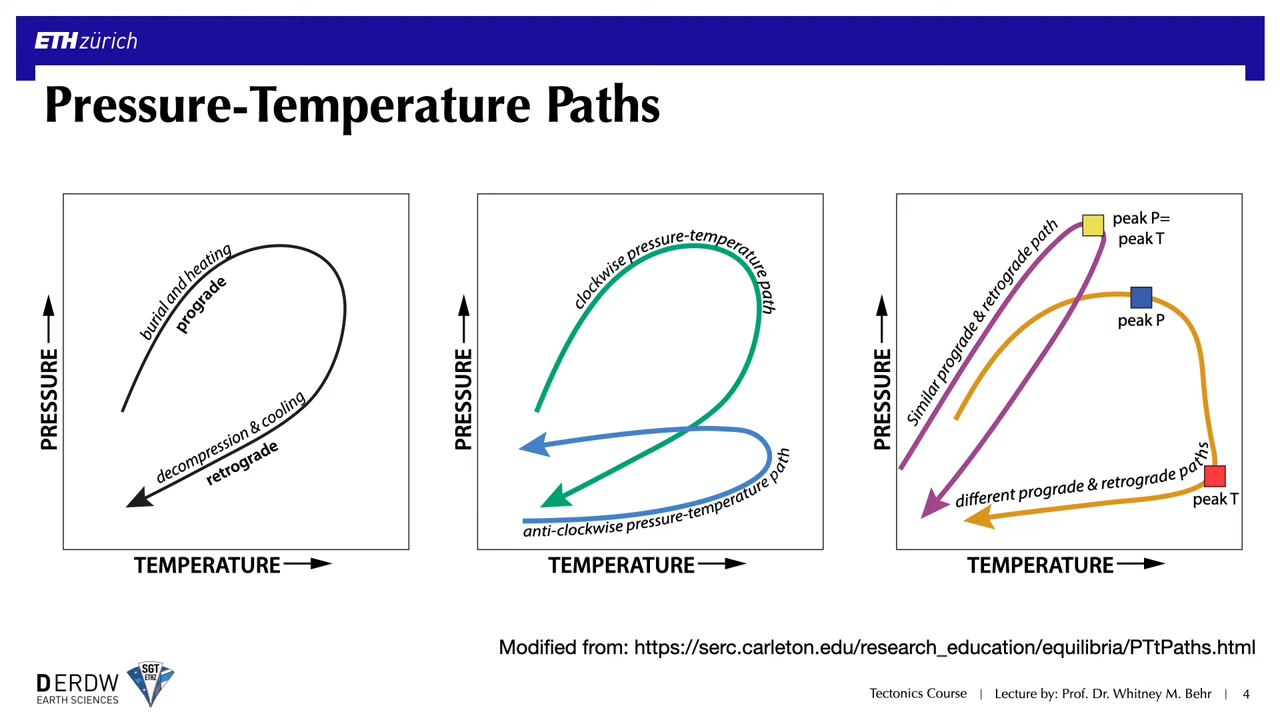 ETH zürich
Pressure-Temperature Paths
PRESSURE
burial and heating
prograde
decompression & cooling
retrograde
TEMPERATURE
PRESSURE
clockwise pressure-temperature path
anti-clockwise pressure-temperature path
TEMPERATURE
PRESSURE
Similar prograde & retrograde path
peak P=
peak T
peak P
different prograde & retrograde paths
peak T
TEMPERATURE
Modified from: https://serc.carleton.edu/research_education/equilibria/PTtPaths.html
DERDW
EARTH SCIENCES
SGT
ETHZ
Tectonics Course | Lecture by: Prof. Dr. Whitney M. Behr | 4